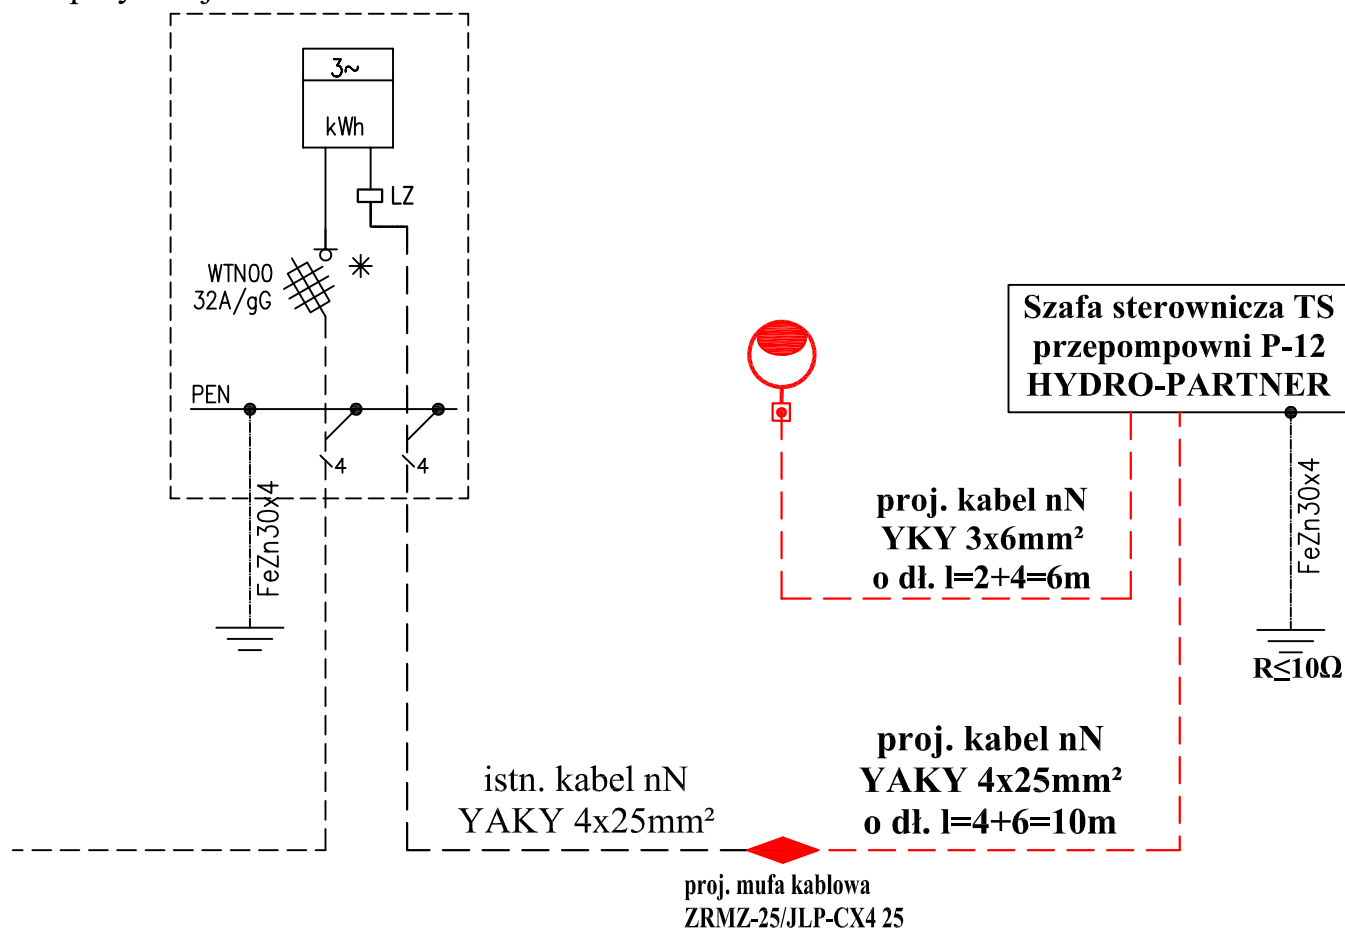 3~
kWh
LZ
WTN00
32A/gG
PEN
4
4
FeZn30x4
Szafa sterownicza TS
przepompowni P-12
HYDRO-PARTNER
proj. kabel nN
YKY 3x6mm²
o dł. l=2+4=6m
FeZn30x4
R≤10Ω
istn. kabel nN
YAKY 4x25mm²
proj. kabel nN
YAKY 4x25mm²
o dł. l=4+6=10m
proj. mufa kablowa
ZRMZ-25/JLP-CX4 25